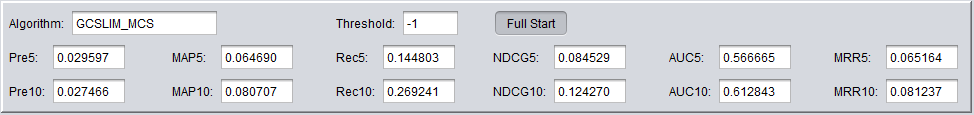 Algorithm: GCSLIM_MCS Threshold: -1 Full Start
Pre5: 0.029597 MAP5: 0.064690 Rec5: 0.144803 NDCG5: 0.084529 AUC5: 0.566665 MRR5: 0.065164
Pre10: 0.027466 MAP10: 0.080707 Rec10: 0.269241 NDCG10: 0.124270 AUC10: 0.612843 MRR10: 0.081237